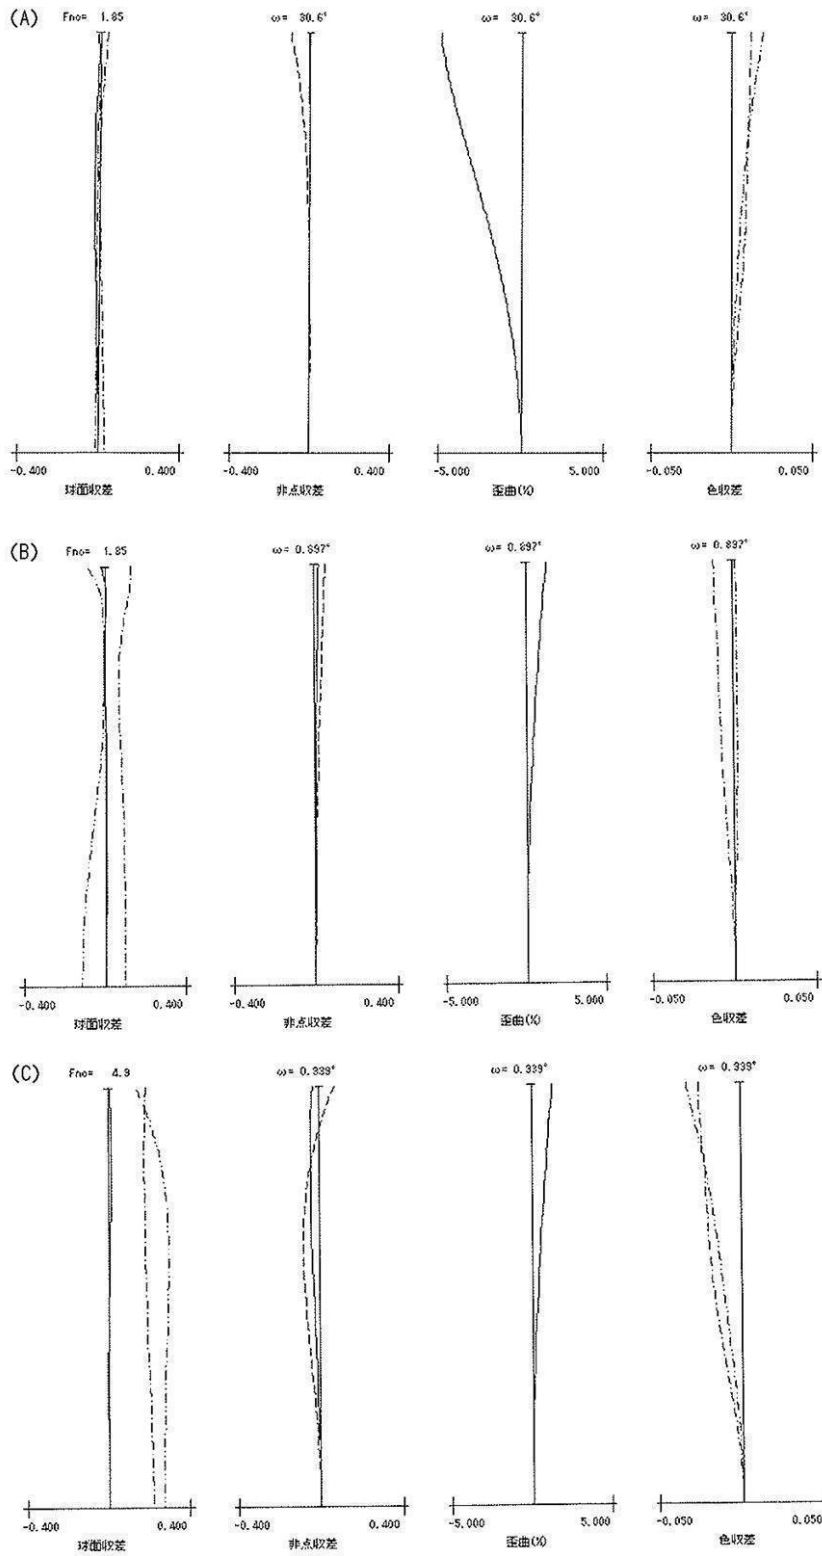 (A) Fno= 1.85 ω= 30.6° ω= 30.6° ω= 30.6°
-0.400 0.400 -0.400 0.400 -5.000 5.000 -0.050 0.050
球面収差 非点収差 歪曲(%) 色収差
(B) Fno= 1.85 ω= 0.897° ω= 0.897° ω= 0.897°
-0.400 0.400 -0.400 0.400 -5.000 5.000 -0.050 0.050
球面収差 非点収差 歪曲(%) 色収差
(C) Fno= 4.9 ω= 0.339° ω= 0.339° ω= 0.339°
-0.400 0.400 -0.400 0.400 -5.000 5.000 -0.050 0.050
球面収差 非点収差 歪曲(%) 色収差